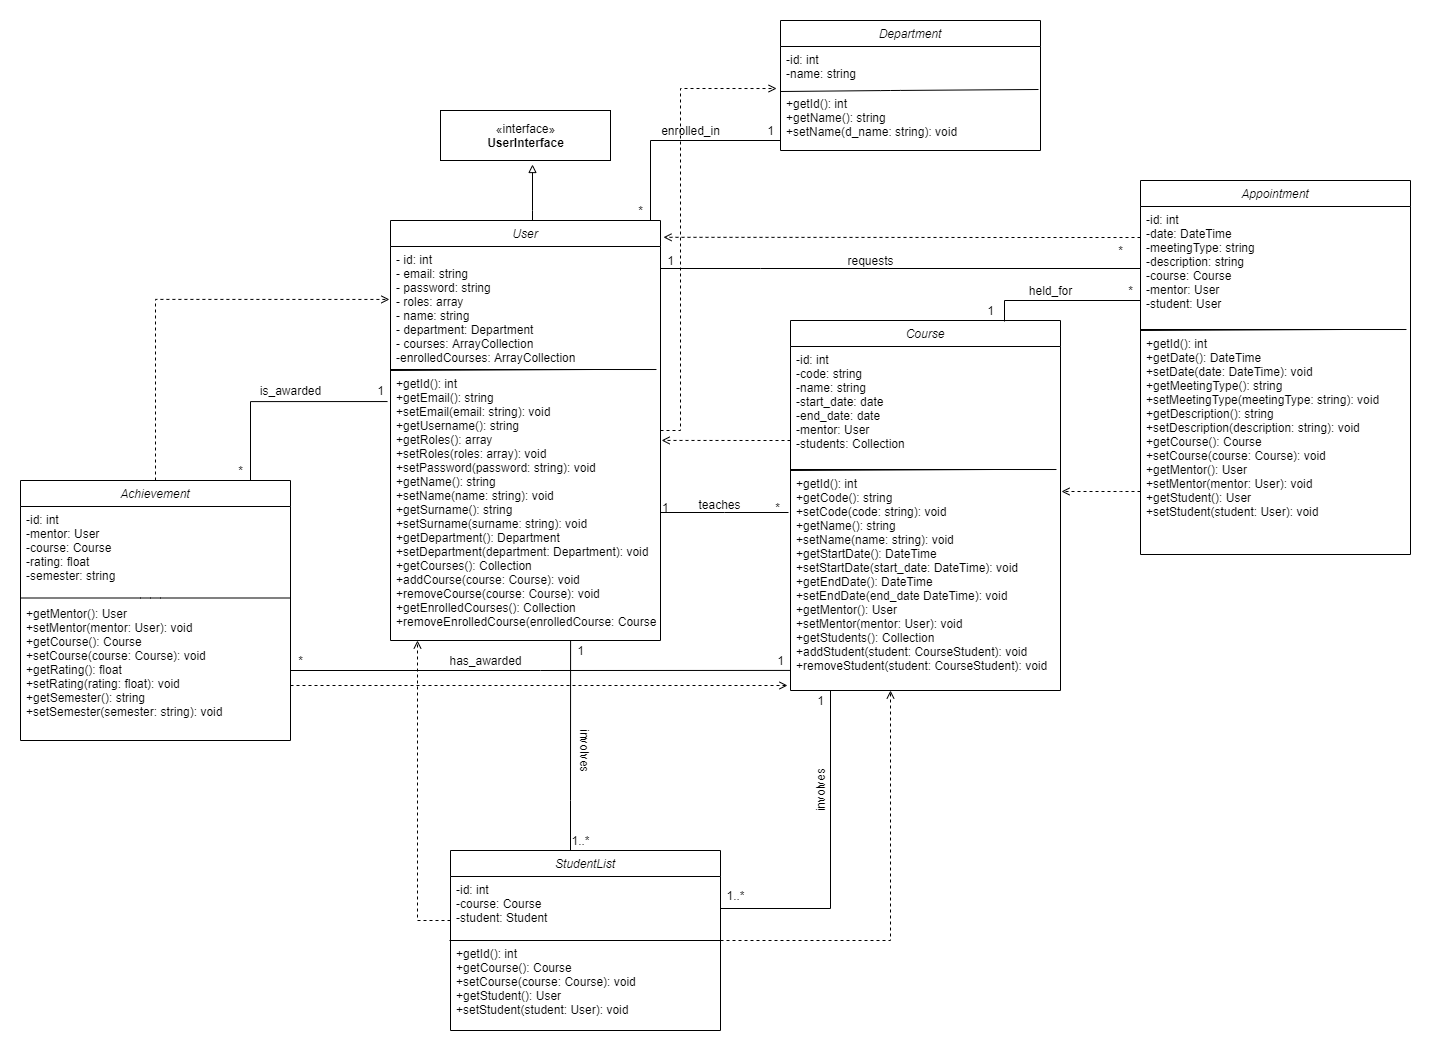 Department
-id: int
-name: string
+getId(): int
+getName(): string
+setName(d_name: string): void
enrolled_in
1
*
«interface»
UserInterface
User
- id: int
- email: string
- password: string
- roles: array
- name: string
- department: Department
- courses: ArrayCollection
-enrolledCourses: ArrayCollection
+getId(): int
+getEmail(): string
+setEmail(email: string): void
+getUsername(): string
+getRoles(): array
+setRoles(roles: array): void
+setPassword(password: string): void
+getName(): string
+setName(name: string): void
+getSurname(): string
+setSurname(surname: string): void
+getDepartment(): Department
+setDepartment(department: Department): void
+getCourses(): Collection
+addCourse(course: Course): void
+removeCourse(course: Course): void
+getEnrolledCourses(): Collection
+removeEnrolledCourse(enrolledCourse: Course
Appointment
-id: int
-date: DateTime
-meetingType: string
-description: string
-course: Course
-mentor: User
-student: User
+getId(): int
+getDate(): DateTime
+setDate(date: DateTime): void
+getMeetingType(): string
+setMeetingType(meetingType: string): void
+getDescription(): string
+setDescription(description: string): void
+getCourse(): Course
+setCourse(course: Course): void
+getMentor(): User
+setMentor(mentor: User): void
+getStudent(): User
+setStudent(student: User): void
1
requests
*
held_for
1
*
Course
-id: int
-code: string
-name: string
-start_date: date
-end_date: date
-mentor: User
-students: Collection
+getId(): int
+getCode(): string
+setCode(code: string): void
+getName(): string
+setName(name: string): void
+getStartDate(): DateTime
+setStartDate(start_date: DateTime): void
+getEndDate(): DateTime
+setEndDate(end_date DateTime): void
+getMentor(): User
+setMentor(mentor: User): void
+getStudents(): Collection
+addStudent(student: CourseStudent): void
+removeStudent(student: CourseStudent): void
is_awarded
1
*
1
teaches
*
Achievement
-id: int
-mentor: User
-course: Course
-rating: float
-semester: string
+getMentor(): User
+setMentor(mentor: User): void
+getCourse(): Course
+setCourse(course: Course): void
+getRating(): float
+setRating(rating: float): void
+getSemester(): string
+setSemester(semester: string): void
*
has_awarded
1
1
involves
1..*
1
involves
1..*
StudentList
-id: int
-course: Course
-student: Student
+getId(): int
+getCourse(): Course
+setCourse(course: Course): void
+getStudent(): User
+setStudent(student: User): void